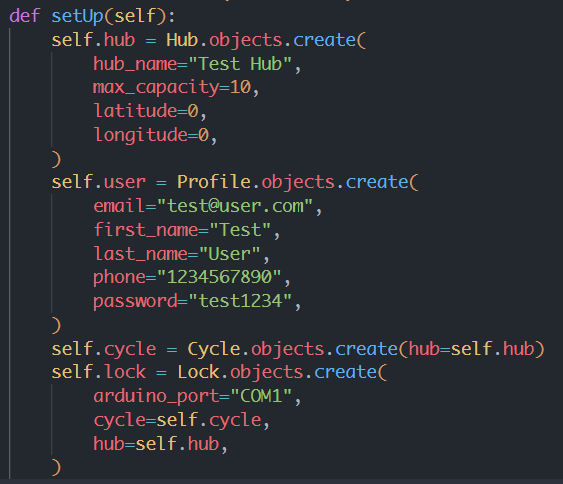 def setUp(self):
    self.hub = Hub.objects.create(
        hub_name="Test Hub",
        max_capacity=10,
        latitude=0,
        longitude=0,
    )
    self.user = Profile.objects.create(
        email="test@user.com",
        first_name="Test",
        last_name="User",
        phone="1234567890",
        password="test1234",
    )
    self.cycle = Cycle.objects.create(hub=self.hub)
    self.lock = Lock.objects.create(
        arduino_port="COM1",
        cycle=self.cycle,
        hub=self.hub,
    )